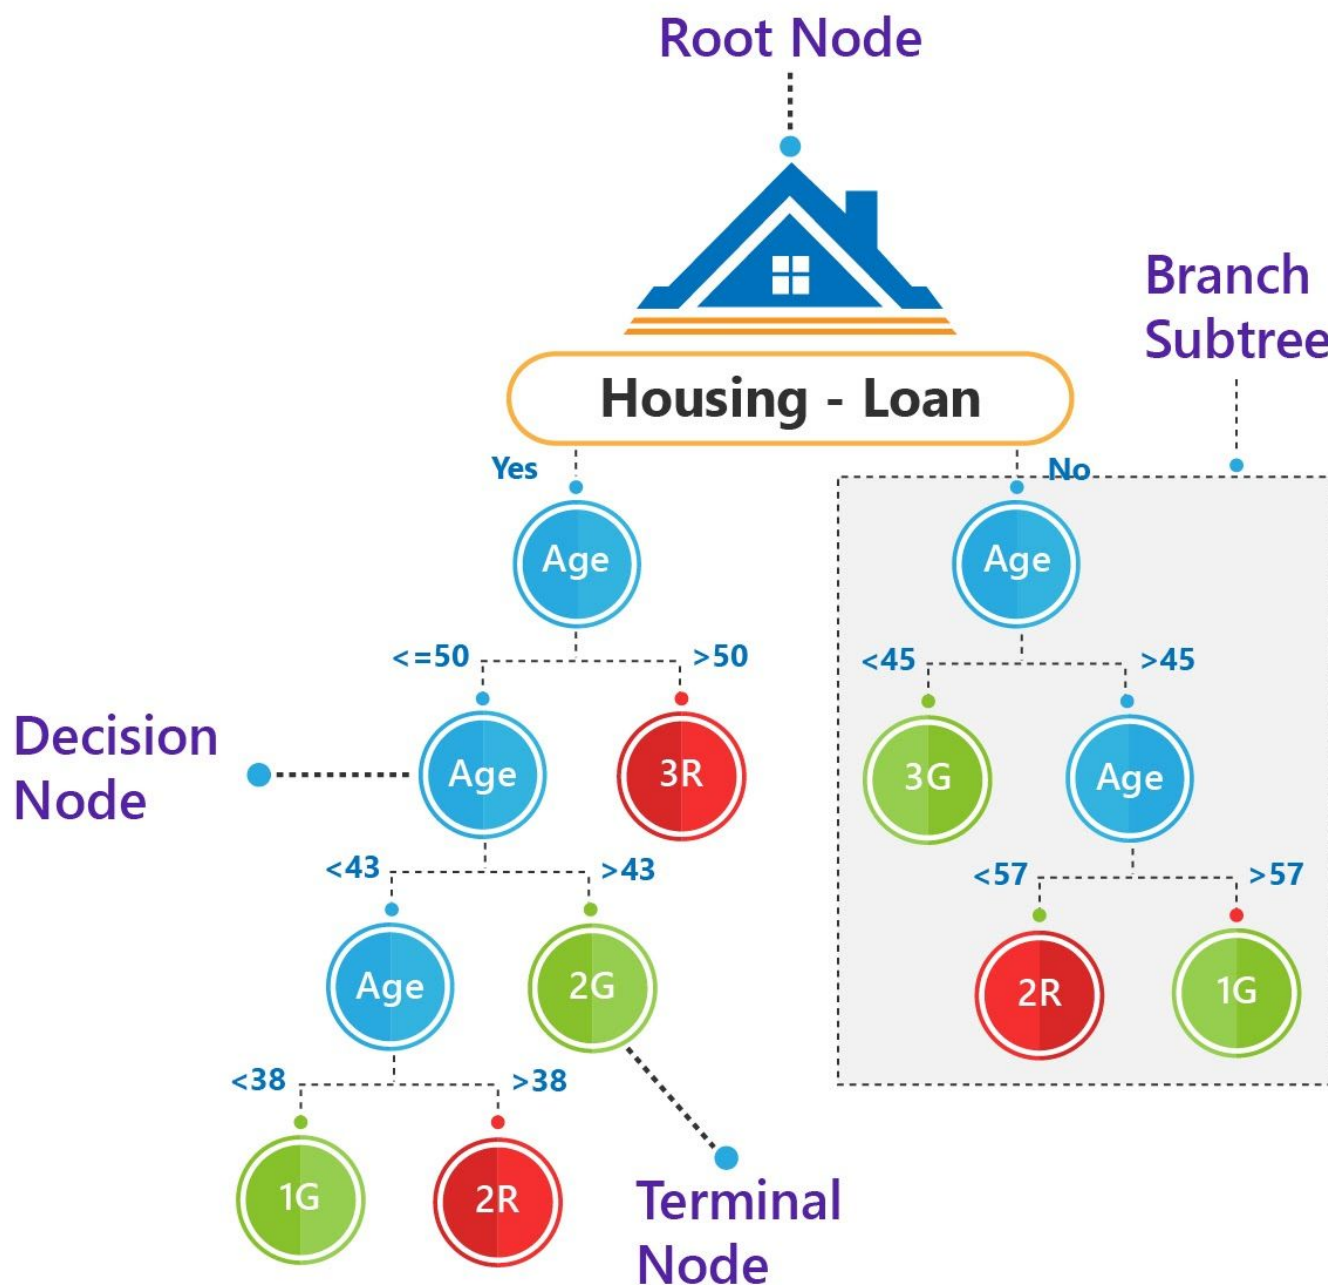 Root Node
Branch
Subtree
Housing - Loan
Yes
No
Age
Age
<=50
>50
<45
>45
Decision
Node
Age
3R
3G
Age
<43
>43
<57
>57
Age
2G
2R
1G
<38
>38
1G
2R
Terminal
Node